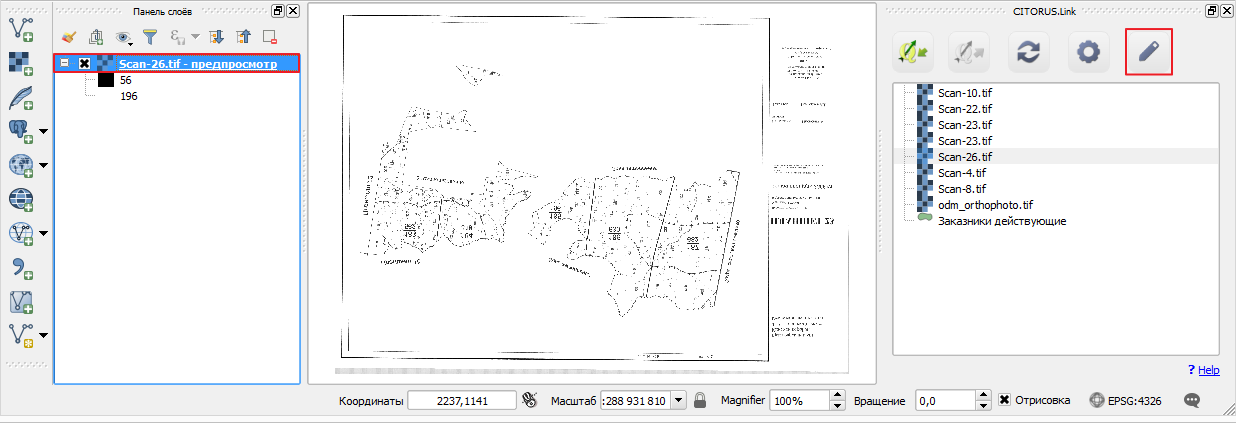 Панель слоёв
Scan-26.tif - предпросмотр
56
196
CITORUS.Link
Scan-10.tif
Scan-22.tif
Scan-23.tif
Scan-23.tif
Scan-26.tif
Scan-4.tif
Scan-8.tif
odm_orthophoto.tif
Заказники действующие
? Help
Координаты 2237,1141 Масштаб :288 931 810 Magnifier 100% Вращение 0,0 Отрисовка EPSG:4326